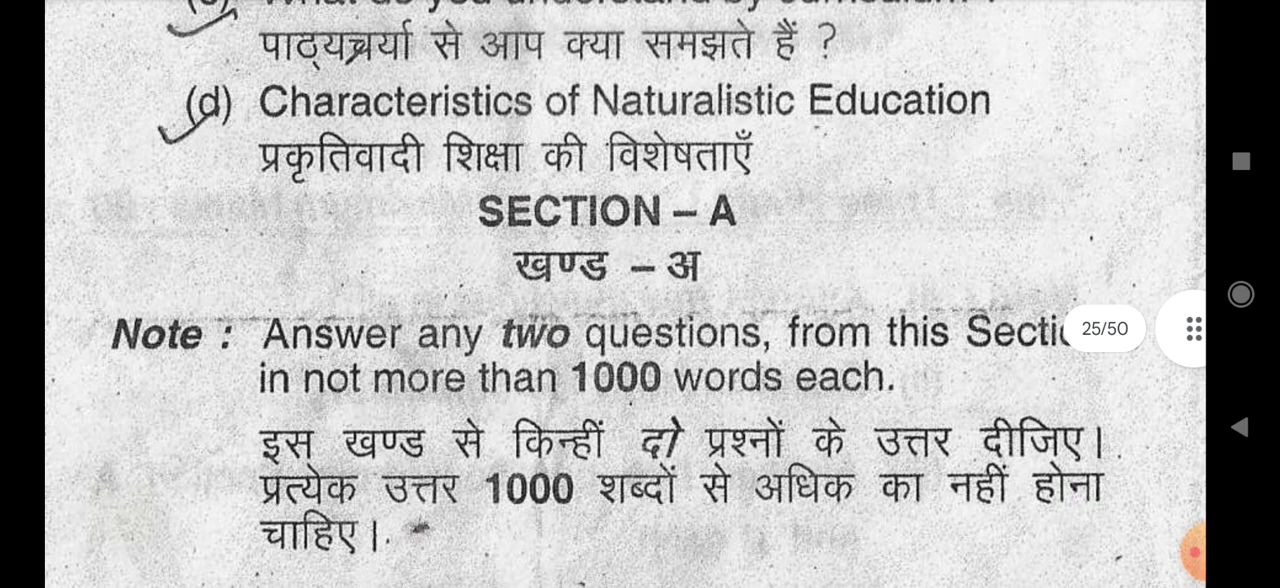 पाठ्यचर्या से आप क्या समझते हैं ?
(d) Characteristics of Naturalistic Education
प्रकृतिवादी शिक्षा की विशेषताएँ
SECTION – A
खण्ड – अ
Note : Answer any two questions, from this
25/50
in not more than 1000 words each.
इस खण्ड से किन्हीं दो प्रश्नों के उत्तर दीजिए।
प्रत्येक उत्तर 1000 शब्दों से अधिक का नहीं होना
चाहिए।